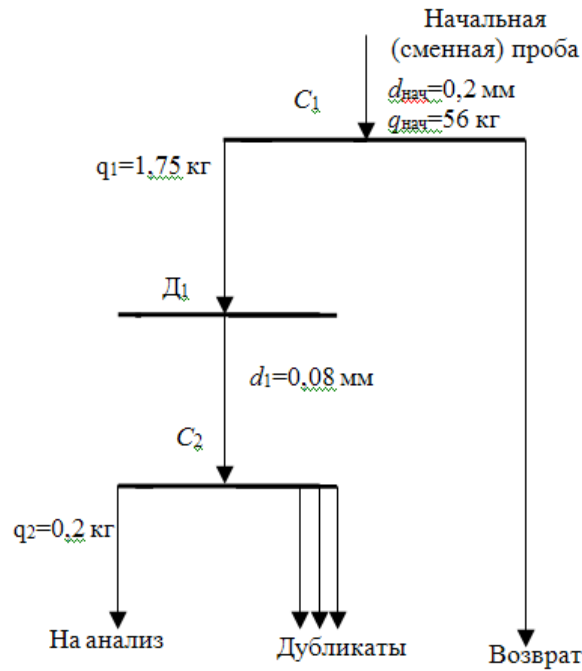 Начальная
(сменная) проба
C1
dнач=0,2 мм
qнач=56 кг
q1=1,75 кг
Д1
d1=0,08 мм
C2
q2=0,2 кг
На анализ
Дубликаты
Возврат